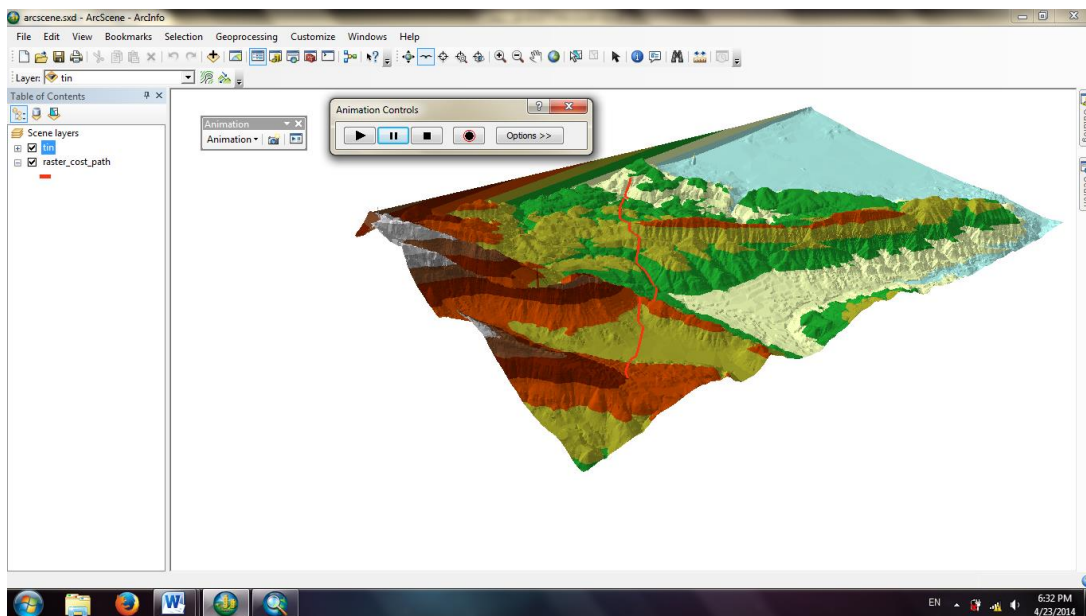 arcscene.sxd - ArcScene - ArcInfo
File Edit View Bookmarks Selection Geoprocessing Customize Windows Help
Layer: tin
Table of Contents
Scene layers
tin
raster_cost_path
Animation
Animation
Animation Controls
Options >>
EN
6:32 PM
4/23/2014